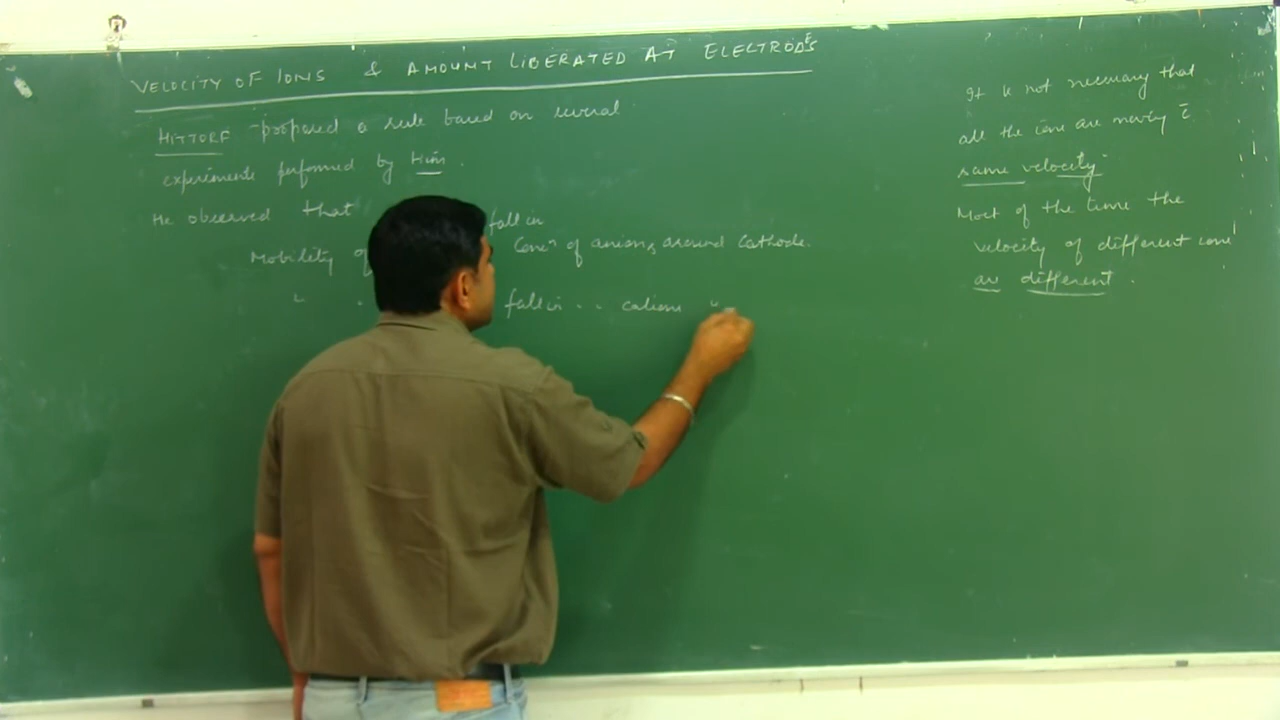 VELOCITY OF IONS & AMOUNT LIBERATED AT ELECTRODES
HITTORF - proposed a rule based on several
experiments performed by Him.
He observed that
fall in
Mobility of Concⁿ of anions around Cathode.
" . fall in . . cations "
It is not necessary that
all the ions are moving c̄
same velocity.
Most of the time the
velocity of different ions
are different.